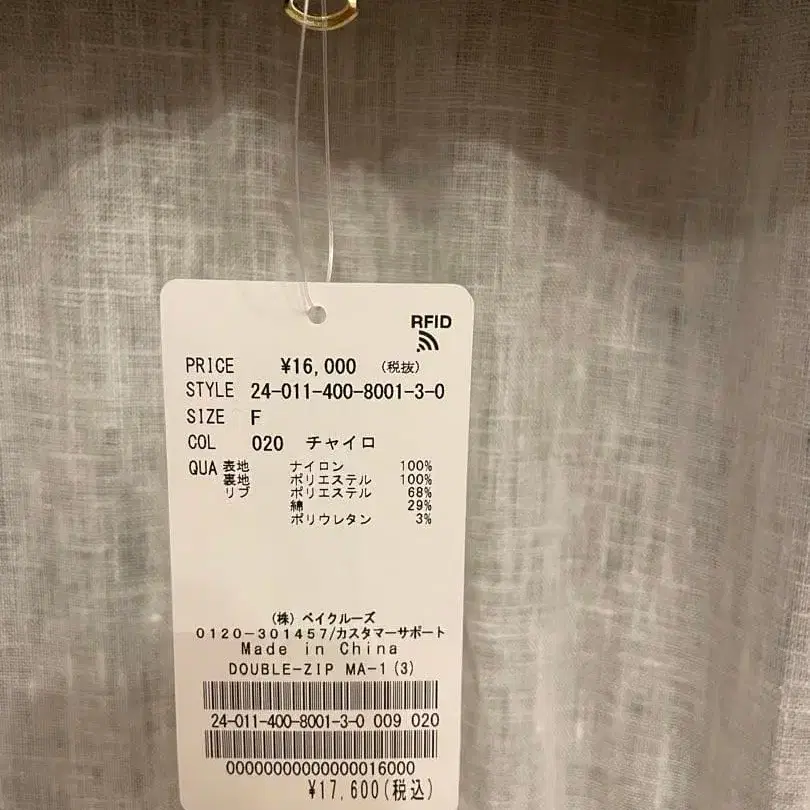 RFID
PRICE ¥16,000 (税抜)
STYLE 24-011-400-8001-3-0
SIZE F
COL 020 チャイロ
QUA 表地 ナイロン 100%
裏地 ポリエステル 100%
リブ ポリエステル 68%
綿 29%
ポリウレタン 3%
(株) ベイクルーズ
0120-301457/カスタマーサポート
Made in China
DOUBLE-ZIP MA-1(3)
24-011-400-8001-3-0 009 020
00000000000000016000
¥17,600(税込)